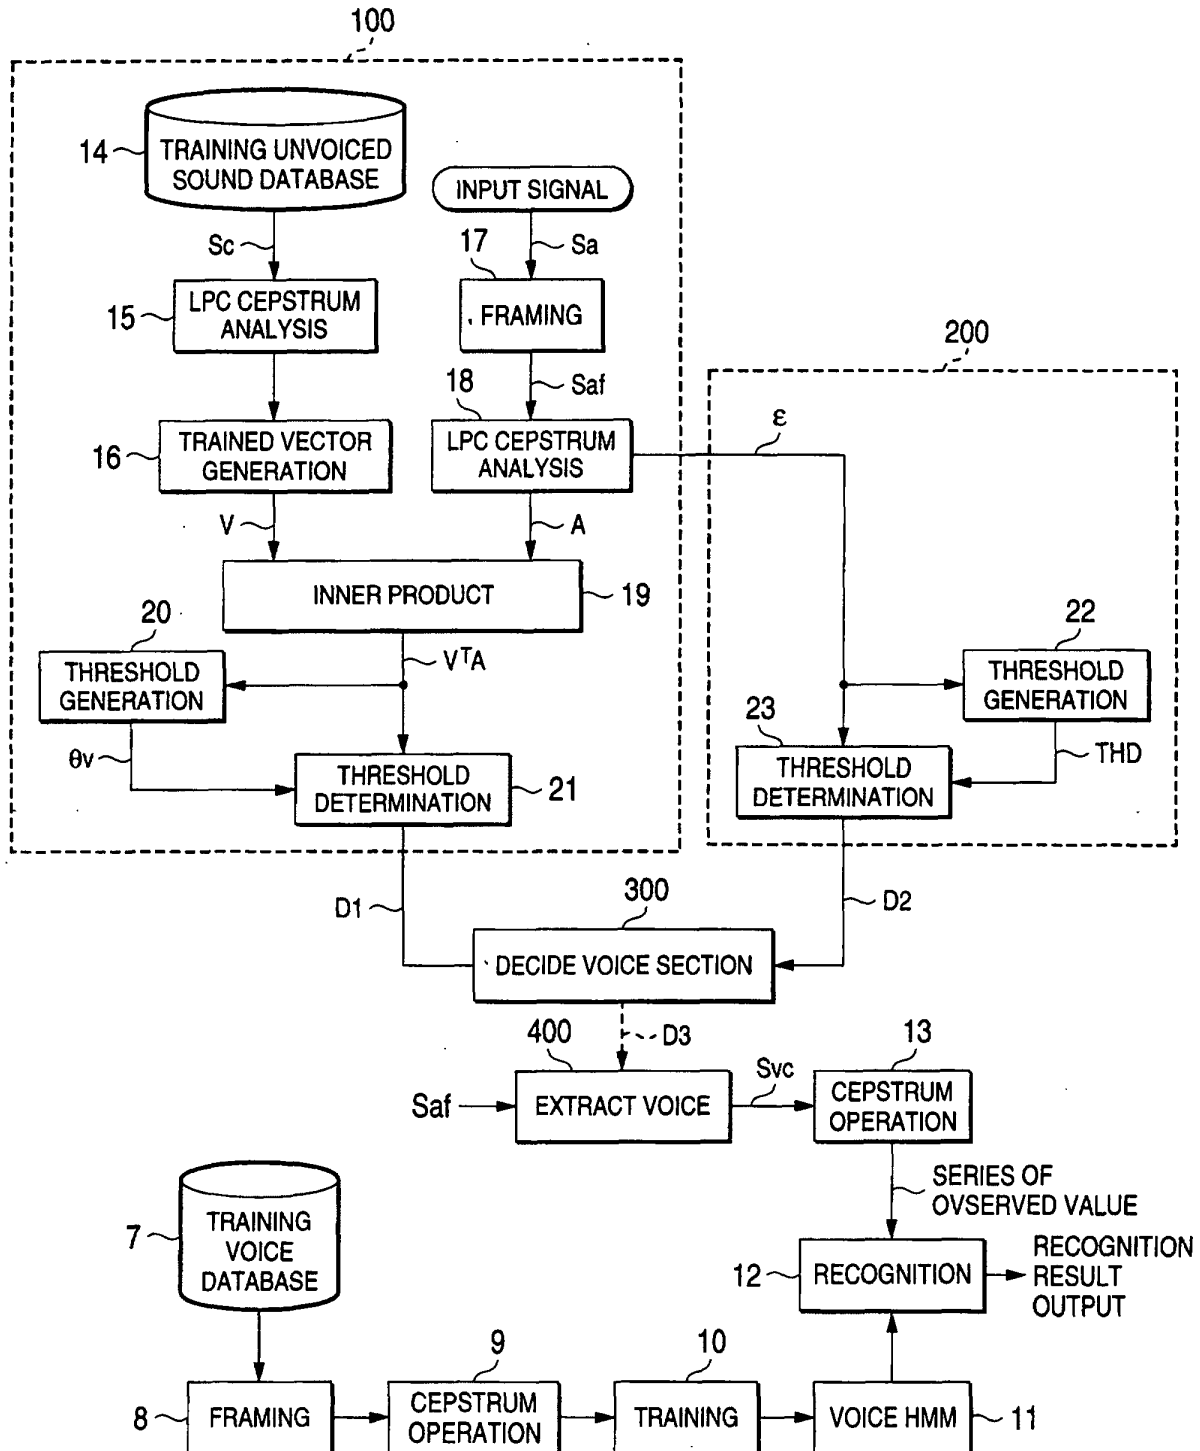 100
14
TRAINING UNVOICED
SOUND DATABASE
INPUT SIGNAL
Sc
17
Sa
15
LPC CEPSTRUM
ANALYSIS
FRAMING
200
18
Saf
16
TRAINED VECTOR
GENERATION
LPC CEPSTRUM
ANALYSIS
ε
V
A
INNER PRODUCT
19
20
VᵀA
22
THRESHOLD
GENERATION
THRESHOLD
GENERATION
23
θv
THD
THRESHOLD
DETERMINATION
21
THRESHOLD
DETERMINATION
D1
300
D2
DECIDE VOICE SECTION
400
D3
13
Saf
EXTRACT VOICE
Svc
CEPSTRUM
OPERATION
SERIES OF
OVSERVED VALUE
7
TRAINING
VOICE
DATABASE
12
RECOGNITION
RECOGNITION
RESULT
OUTPUT
9
10
8
FRAMING
CEPSTRUM
OPERATION
TRAINING
VOICE HMM
11